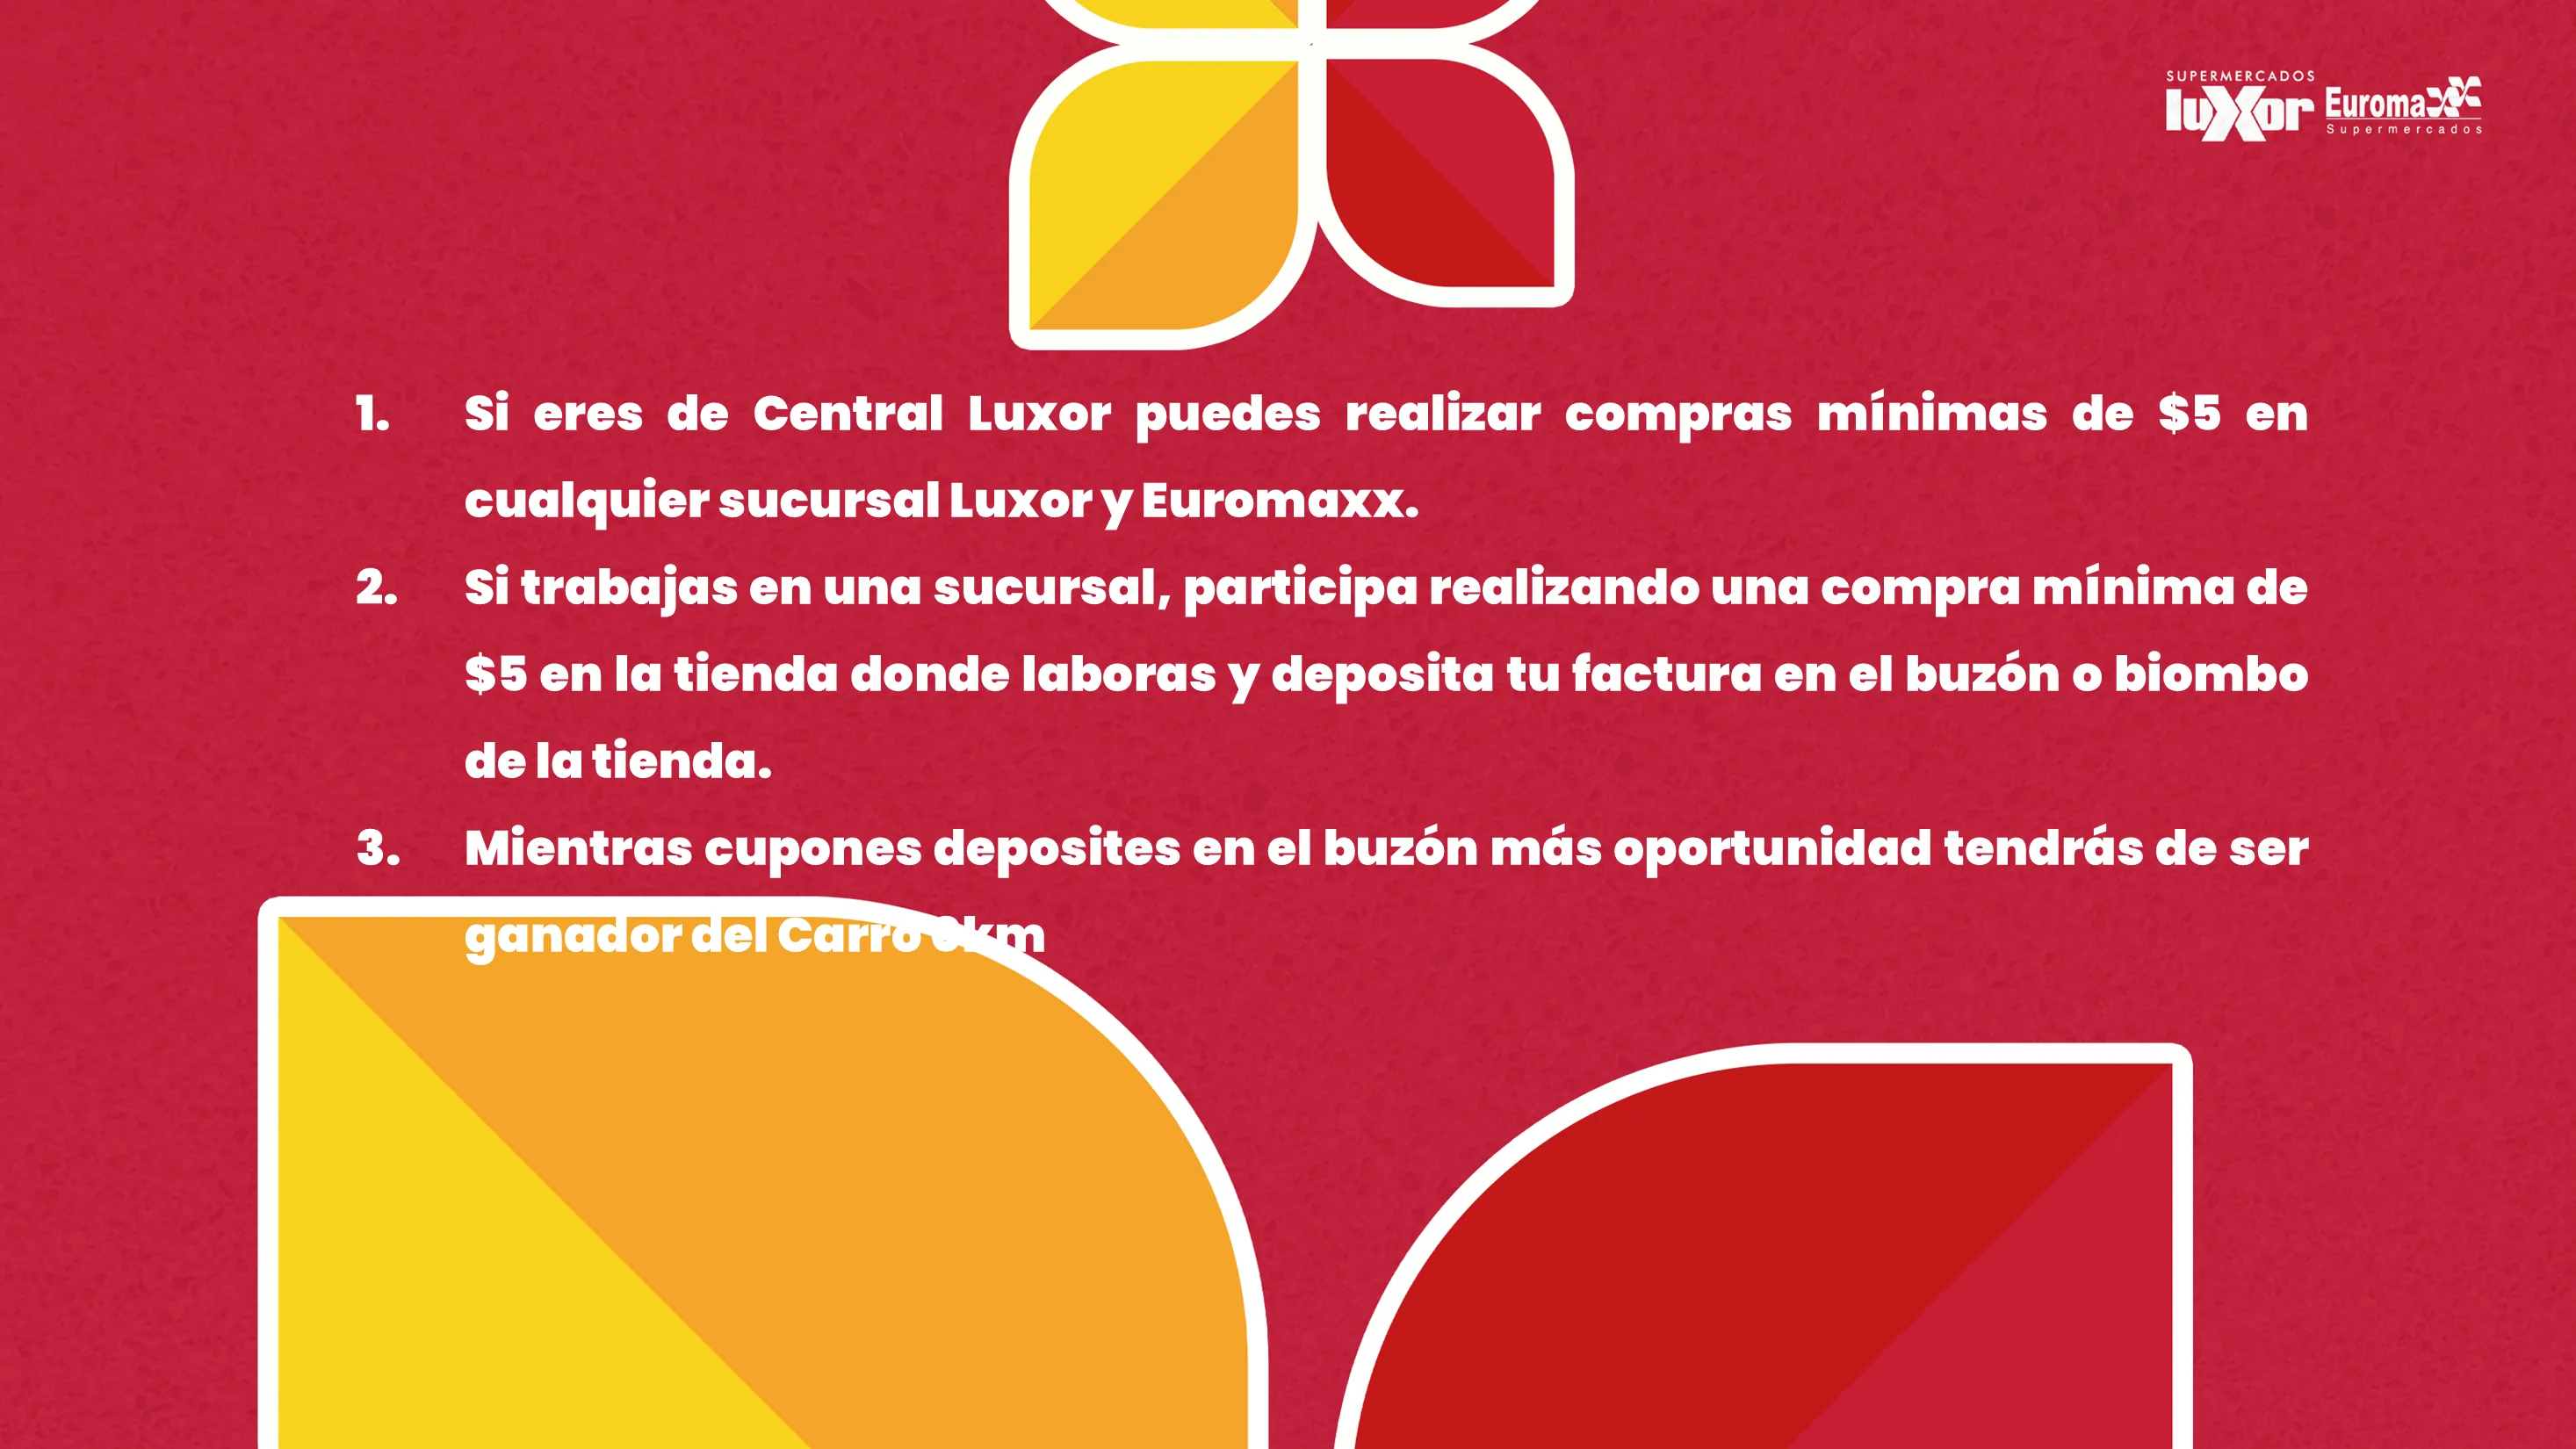 SUPERMERCADOS
luXor Euromaxx
Supermercados
1. Si eres de Central Luxor puedes realizar compras mínimas de $5 en
cualquier sucursal Luxor y Euromaxx.
2. Si trabajas en una sucursal, participa realizando una compra mínima de
$5 en la tienda donde laboras y deposita tu factura en el buzón o biombo
de la tienda.
3. Mientras cupones deposites en el buzón más oportunidad tendrás de ser
ganador del Carro 0km